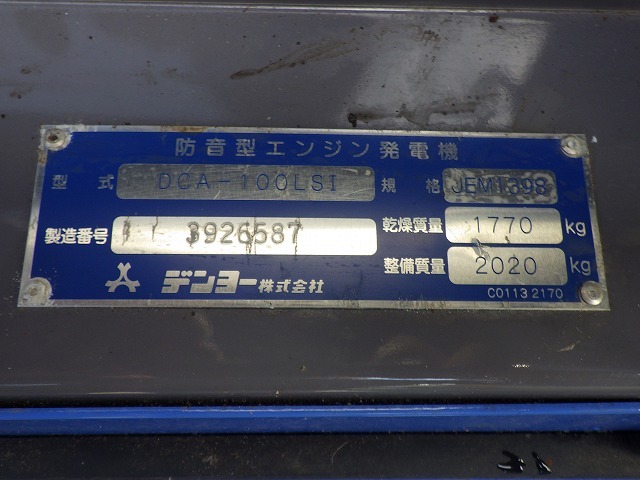 防音型エンジン発電機
型式 DCA-100LSI 規格 JEM1398
製造番号 3926587 乾燥質量 1770 kg
整備質量 2020 kg
デンヨー株式会社
C0113 2170